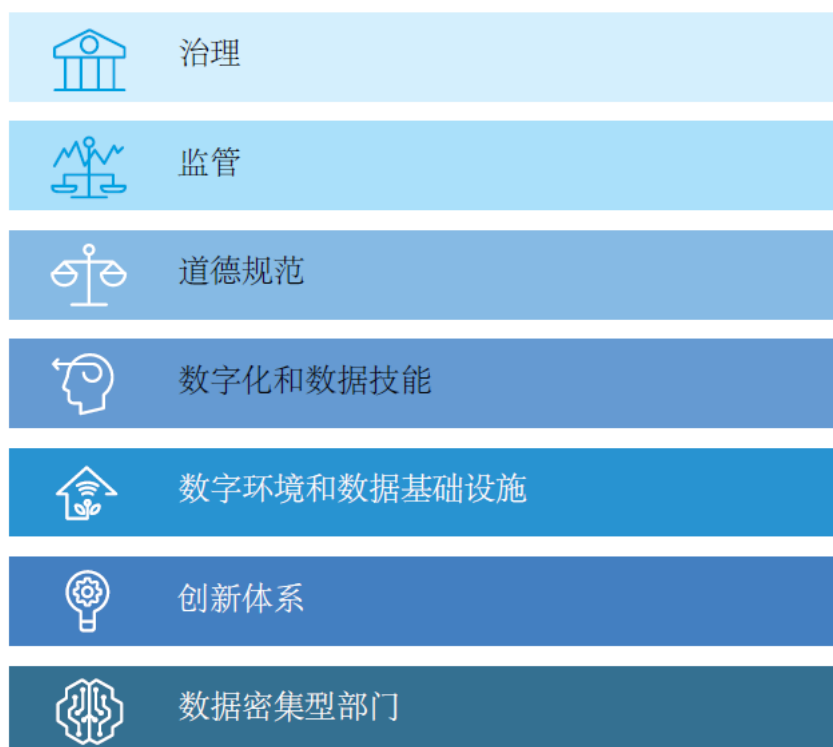 治理
监管
道德规范
数字化和数据技能
数字环境和数据基础设施
创新体系
数据密集型部门